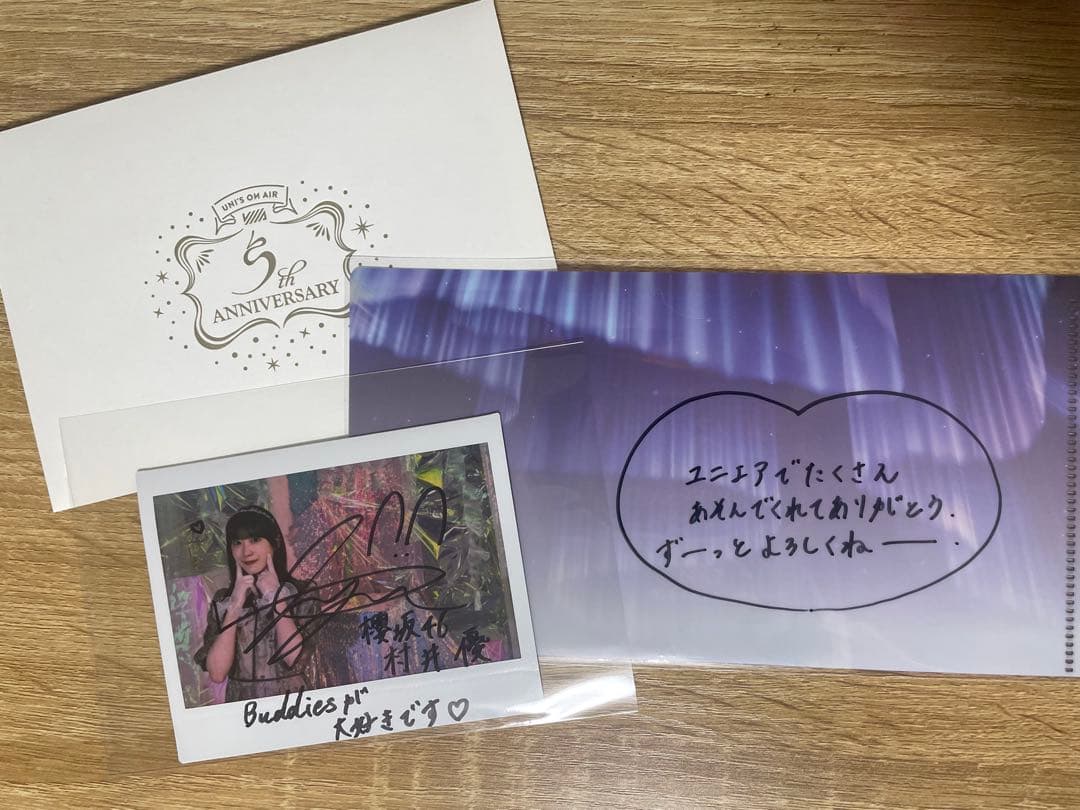 UNI'S ON AIR
5th
ANNIVERSARY
ユニエアでたくさん
あそんでくれてありがとう.
ずーっとよろしくねー.
櫻坂46
村井優
Buddiesが
大好きです♡